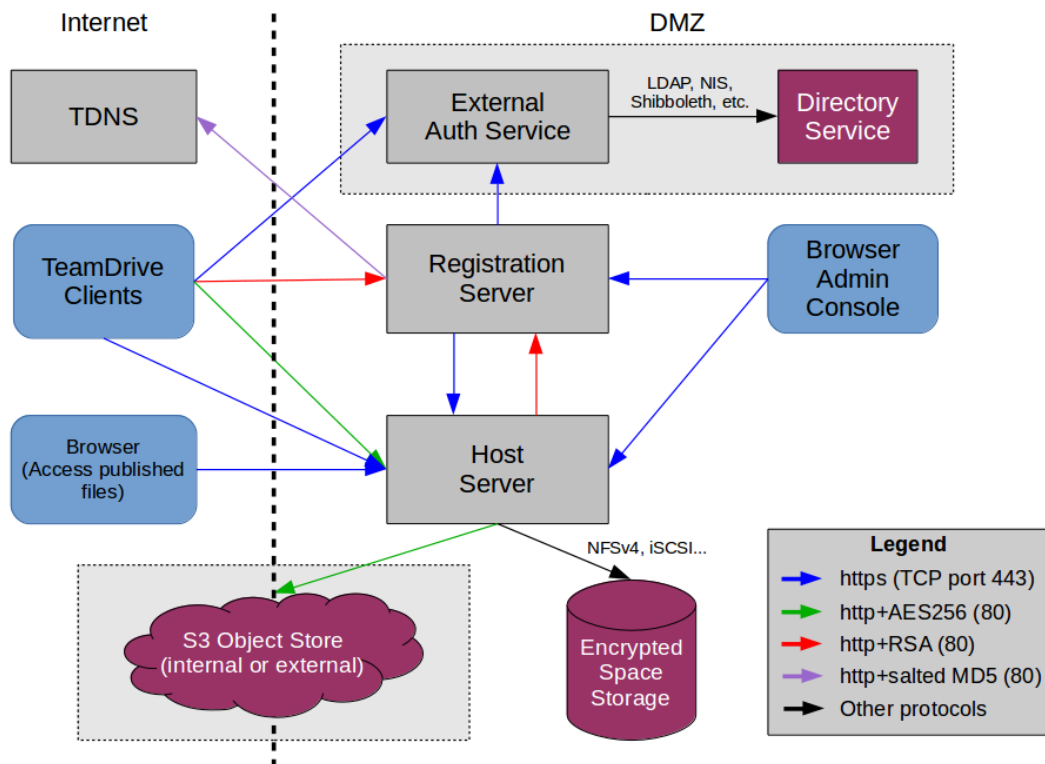 Internet
DMZ
TDNS
External
Auth Service
LDAP, NIS,
Shibboleth, etc.
Directory
Service
TeamDrive
Clients
Registration
Server
Browser
Admin
Console
Browser
(Access published
files)
Host
Server
NFSv4, iSCSI...
S3 Object Store
(internal or external)
Encrypted
Space
Storage
Legend
https (TCP port 443)
http+AES256 (80)
http+RSA (80)
http+salted MD5 (80)
Other protocols